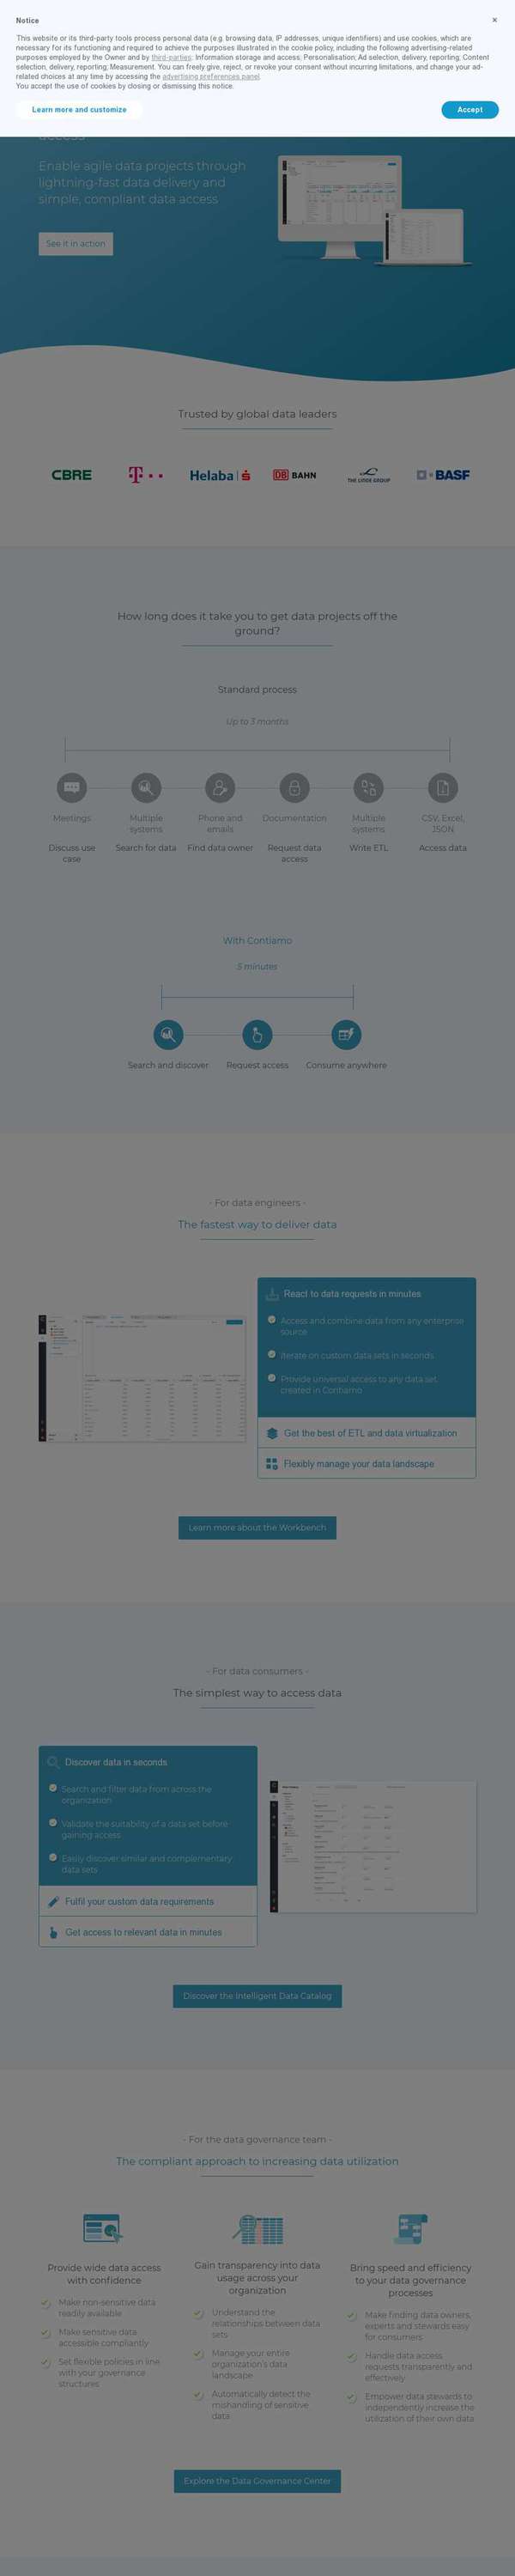 Notice
×
This website or its third-party tools process personal data (e.g. browsing data, IP addresses, unique identifiers) and use cookies, which are
necessary for its functioning and required to achieve the purposes illustrated in the cookie policy, including the following advertising-related
purposes employed by the Owner and by third-parties: Information storage and access; Personalisation; Ad selection, delivery, reporting; Content
selection, delivery, reporting; Measurement. You can freely give, reject, or revoke your consent without incurring limitations, and change your ad-
related choices at any time by accessing the advertising preferences panel.
You accept the use of cookies by closing or dismissing this notice.
Learn more and customize
Accept
access
Enable agile data projects through
lightning-fast data delivery and
simple, compliant data access
See it in action
Trusted by global data leaders
CBRE
T
Helaba
DB BAHN
THE LINDE GROUP
BASF
How long does it take you to get data projects off the
ground?
Standard process
Up to 3 months
Meetings
Multiple
systems
Phone and
emails
Documentation
Multiple
systems
CSV, Excel,
JSON
Discuss use
case
Search for data
Find data owner
Request data
access
Write ETL
Access data
With Contiamo
5 minutes
Search and discover
Request access
Consume anywhere
- For data engineers -
The fastest way to deliver data
React to data requests in minutes
Access and combine data from any enterprise
source
Iterate on custom data sets in seconds
Provide universal access to any data set
created in Contiamo
Get the best of ETL and data virtualization
Flexibly manage your data landscape
Learn more about the Workbench
- For data consumers -
The simplest way to access data
Discover data in seconds
Search and filter data from across the
organization
Validate the suitability of a data set before
gaining access
Easily discover similar and complementary
data sets
Fulfil your custom data requirements
Get access to relevant data in minutes
Discover the Intelligent Data Catalog
- For the data governance team -
The compliant approach to increasing data utilization
Provide wide data access
with confidence
Make non-sensitive data
readily available
Make sensitive data
accessible compliantly
Set flexible policies in line
with your governance
structures
Gain transparency into data
usage across your
organization
Understand the
relationships between data
sets
Manage your entire
organization's data
landscape
Automatically detect the
mishandling of sensitive
data
Bring speed and efficiency
to your data governance
processes
Make finding data owners,
experts and stewards easy
for consumers
Handle data access
requests transparently and
effectively
Empower data stewards to
independently increase the
utilization of their own data
Explore the Data Governance Center